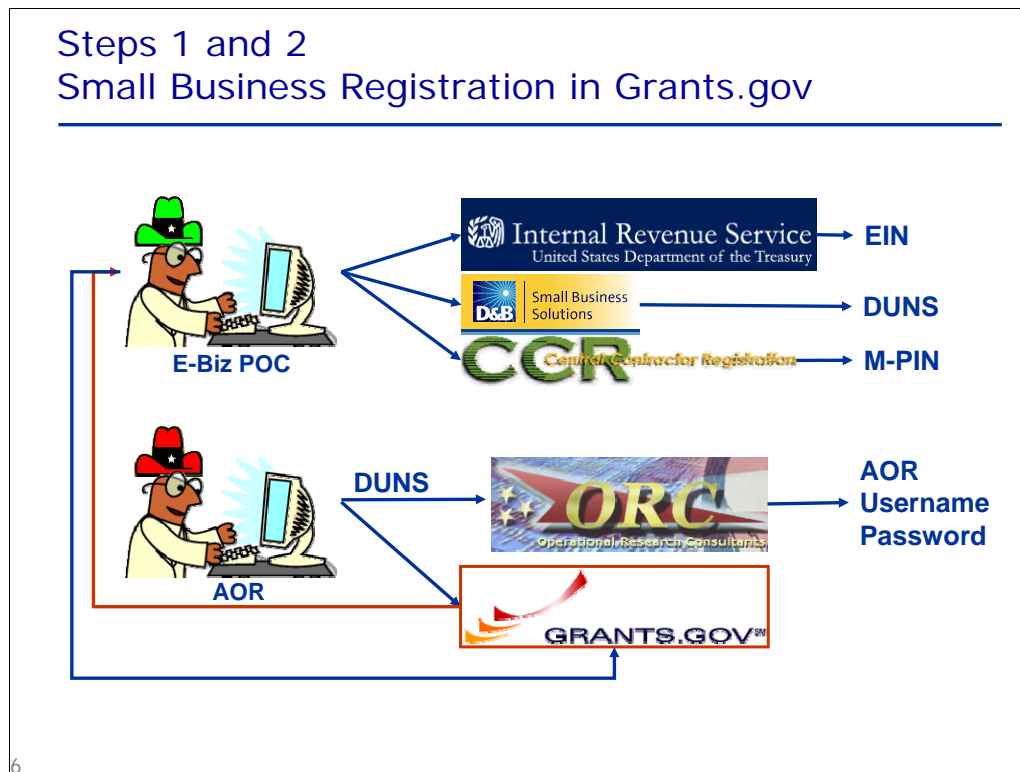 Steps 1 and 2
Small Business Registration in Grants.gov
Internal Revenue Service
United States Department of the Treasury
EIN
D&B
Small Business
Solutions
DUNS
CCR
Central Contractor Registration
M-PIN
E-Biz POC
DUNS
ORC
Operational Research Consultants
AOR
Username
Password
AOR
GRANTS.GOV℠
6